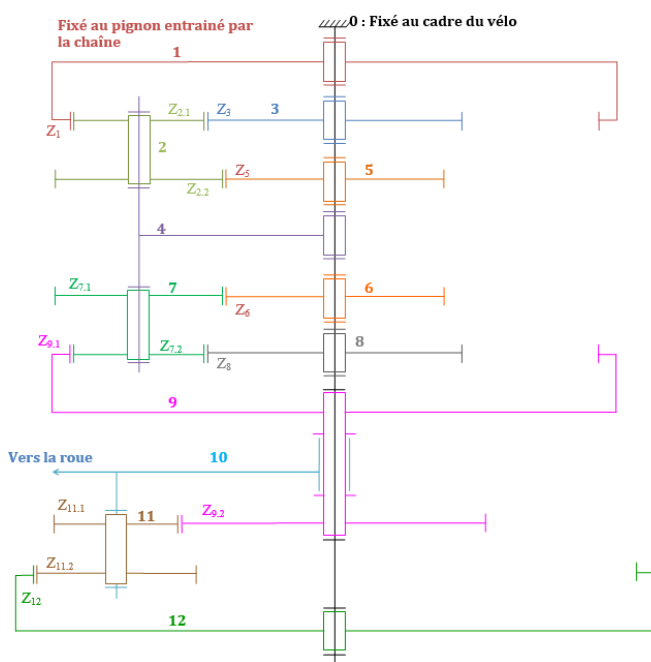 0 : Fixé au cadre du vélo
Fixé au pignon entrainé par
la chaîne
1
Z2.1
Z3
3
Z1
2
Z5
5
Z2.2
4
Z7.1
7
6
Z6
Z9.1
Z7.2
8
Z8
9
Vers la roue
10
Z11.1
11
Z9.2
Z11.2
Z12
12